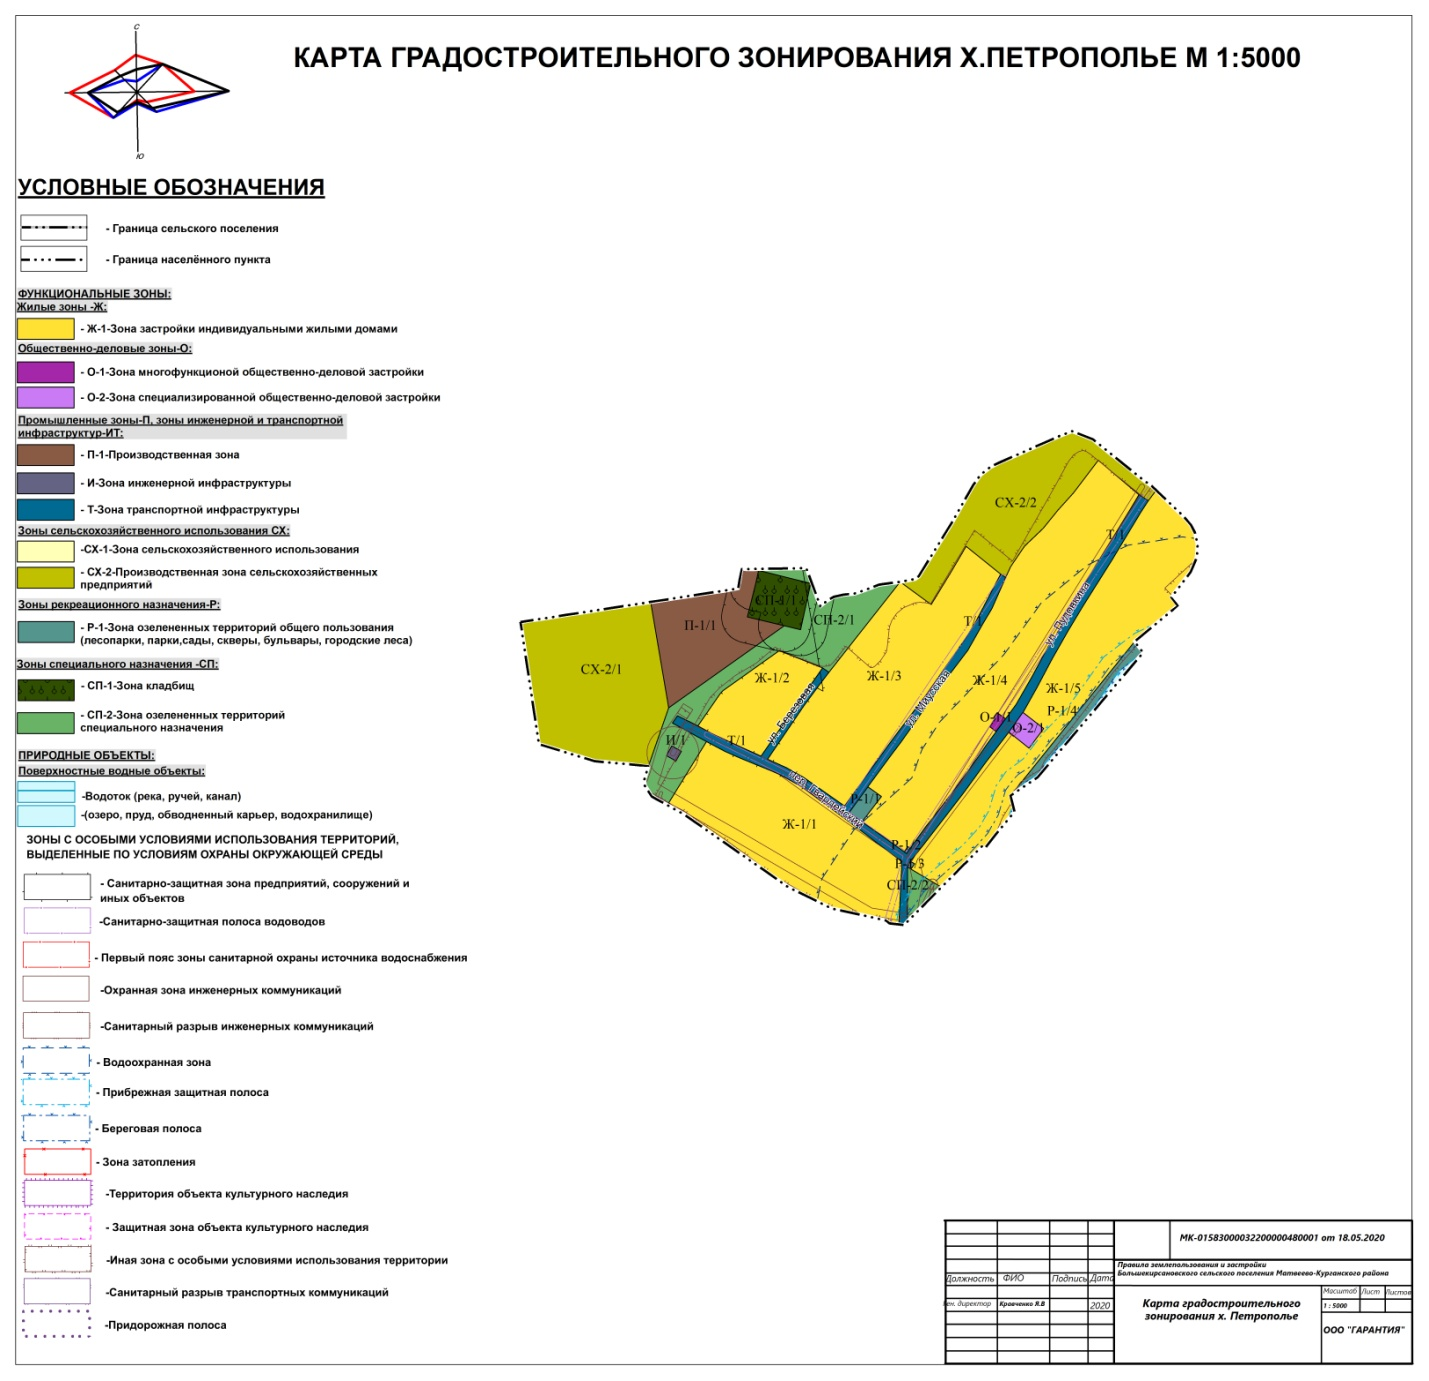 КАРТА ГРАДОСТРОИТЕЛЬНОГО ЗОНИРОВАНИЯ Х.ПЕТРОПОЛЬЕ М 1:5000
С
Ю
УСЛОВНЫЕ ОБОЗНАЧЕНИЯ
- Граница сельского поселения
- Граница населённого пункта
ФУНКЦИОНАЛЬНЫЕ ЗОНЫ:
Жилые зоны -Ж:
- Ж-1-Зона застройки индивидуальными жилыми домами
Общественно-деловые зоны-О:
- О-1-Зона многофункционой общественно-деловой застройки
- О-2-Зона специализированной общественно-деловой застройки
Промышленные зоны-П, зоны инженерной и транспортной
инфраструктур-ИТ:
- П-1-Производственная зона
- И-Зона инженерной инфраструктуры
- Т-Зона транспортной инфраструктуры
Зоны сельскохозяйственного использования СХ:
-СХ-1-Зона сельскохозяйственного использования
- СХ-2-Производственная зона сельскохозяйственных
предприятий
Зоны рекреационного назначения-Р:
- Р-1-Зона озелененных территорий общего пользования
(лесопарки, парки,сады, скверы, бульвары, городские леса)
Зоны специального назначения -СП:
- СП-1-Зона кладбищ
- СП-2-Зона озелененных территорий
специального назначения
ПРИРОДНЫЕ ОБЪЕКТЫ:
Поверхностные водные объекты:
-Водоток (река, ручей, канал)
-(озеро, пруд, обводненный карьер, водохранилище)
ЗОНЫ С ОСОБЫМИ УСЛОВИЯМИ ИСПОЛЬЗОВАНИЯ ТЕРРИТОРИЙ,
ВЫДЕЛЕННЫЕ ПО УСЛОВИЯМ ОХРАНЫ ОКРУЖАЮЩЕЙ СРЕДЫ
- Санитарно-защитная зона предприятий, сооружений и
иных объектов
-Санитарно-защитная полоса водоводов
- Первый пояс зоны санитарной охраны источника водоснабжения
-Охранная зона инженерных коммуникаций
-Санитарный разрыв инженерных коммуникаций
- Водоохранная зона
- Прибрежная защитная полоса
- Береговая полоса
- Зона затопления
-Территория объекта культурного наследия
- Защитная зона объекта культурного наследия
-Иная зона с особыми условиями использования территории
-Санитарный разрыв транспортных коммуникаций
-Придорожная полоса
СХ-2/2
Т/1
СП-1/1
СП-2/1
П-1/1
Т/1
ул. Пудовкина
СХ-2/1
Ж-1/2
Ж-1/3
Ж-1/4
Ж-1/5
ул. Березовая
Р-1/4
О-1/1
О-2/1
И/1
Т/1
Р-1/1
Ж-1/1
Р-1/2
Р-1/3
СП-2/2
МК-01583000032200000480001 от 18.05.2020
Правила землепользования и застройки
Большекирсановского сельского поселения Матвеево-Курганского района
Должность ФИО Подпись Дата
Масштаб Лист Листов
ген. директор Кравченко Я.В 2020
Карта градостроительного
зонирования х. Петрополье
1 : 5000
ООО "ГАРАНТИЯ"